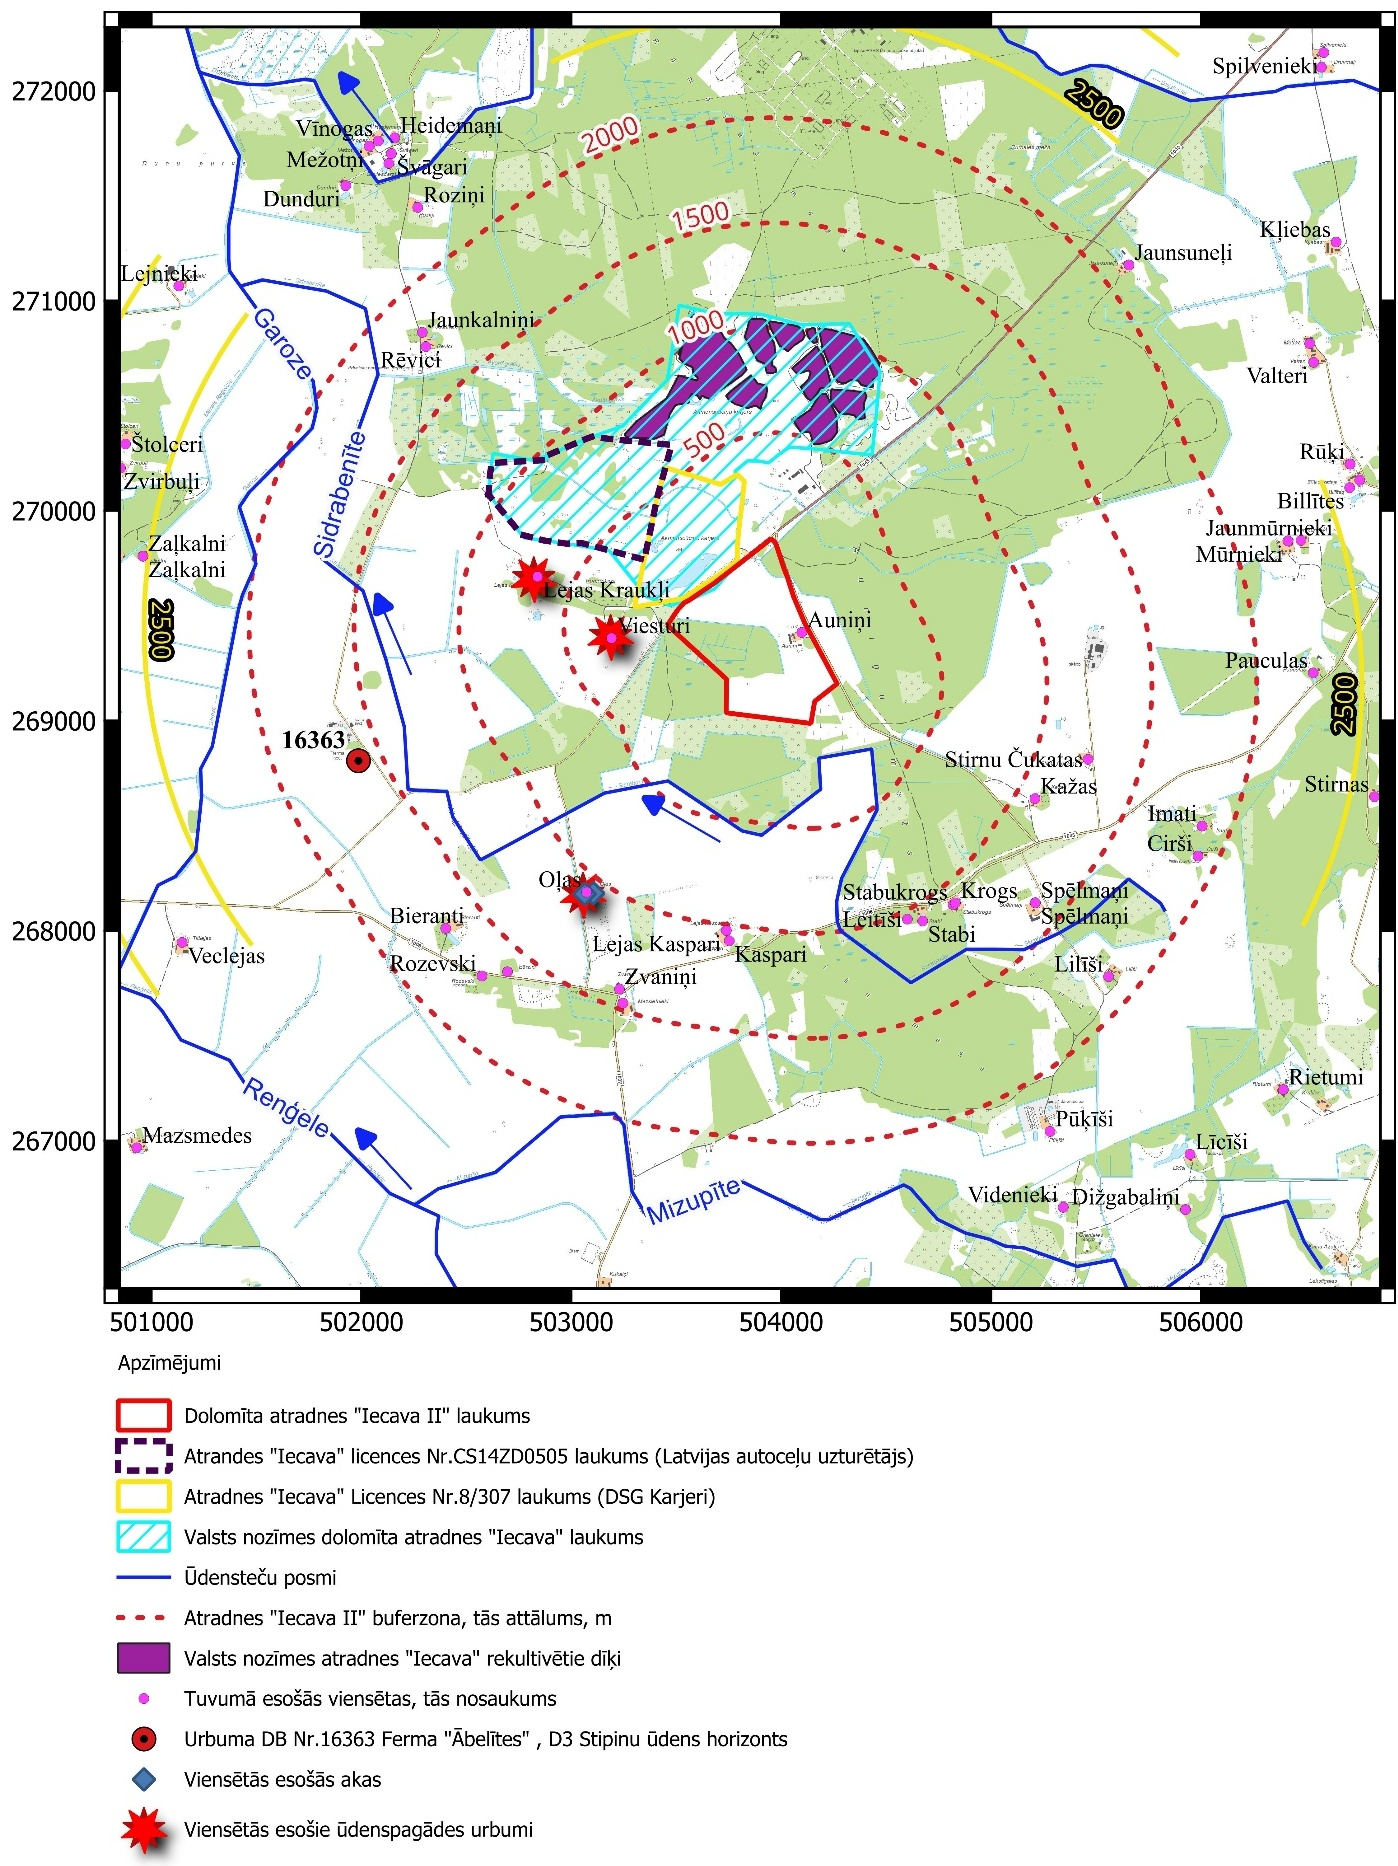 272000
271000
270000
269000
268000
267000
501000
502000
503000
504000
505000
506000
2000
1500
1000
500
2500
2500
2500
Spilvenieki
Vīnogas
Heidemaņi
Mežotņi
Švāgari
Dunduri
Roziņi
Kļiebas
Jaunsuneļi
Lejnieki
Garoze
Jaunkalniņi
Rēvici
Valteri
Štolceri
Zvirbuļi
Sidrabenīte
Rūķi
Billītes
Jaunmūrnieki
Mūrnieki
Zaļkalni
Zaļkalni
Lejas Kraukļi
Viesturi
Auniņi
Pauculas
16363
Stirnu Čukatas
Kažas
Stirnas
Imati
Cirši
Oļas
Stabukrogs
Krogs
Spēlmaņi
Leitīši
Stabi
Spēlmaņi
Bieranti
Lejas Kaspari
Kaspari
Veclejas
Rozevski
Zvaniņi
Lilīši
Renģele
Rietumi
Mazsmedes
Pūķīši
Līcīši
Mizupīte
Videnieki
Dižgabaliņi
Apzīmējumi
Dolomīta atradnes "Iecava II" laukums
Atrandes "Iecava" licences Nr.CS14ZD0505 laukums (Latvijas autoceļu uzturētājs)
Atradnes "Iecava" Licences Nr.8/307 laukums (DSG Karjeri)
Valsts nozīmes dolomīta atradnes "Iecava" laukums
Ūdensteču posmi
Atradnes "Iecava II" buferzona, tās attālums, m
Valsts nozīmes atradnes "Iecava" rekultivētie dīķi
Tuvumā esošās viensētas, tās nosaukums
Urbuma DB Nr.16363 Ferma "Ābelītes" , D3 Stipinu ūdens horizonts
Viensētās esošās akas
Viensētās esošie ūdenspagādes urbumi